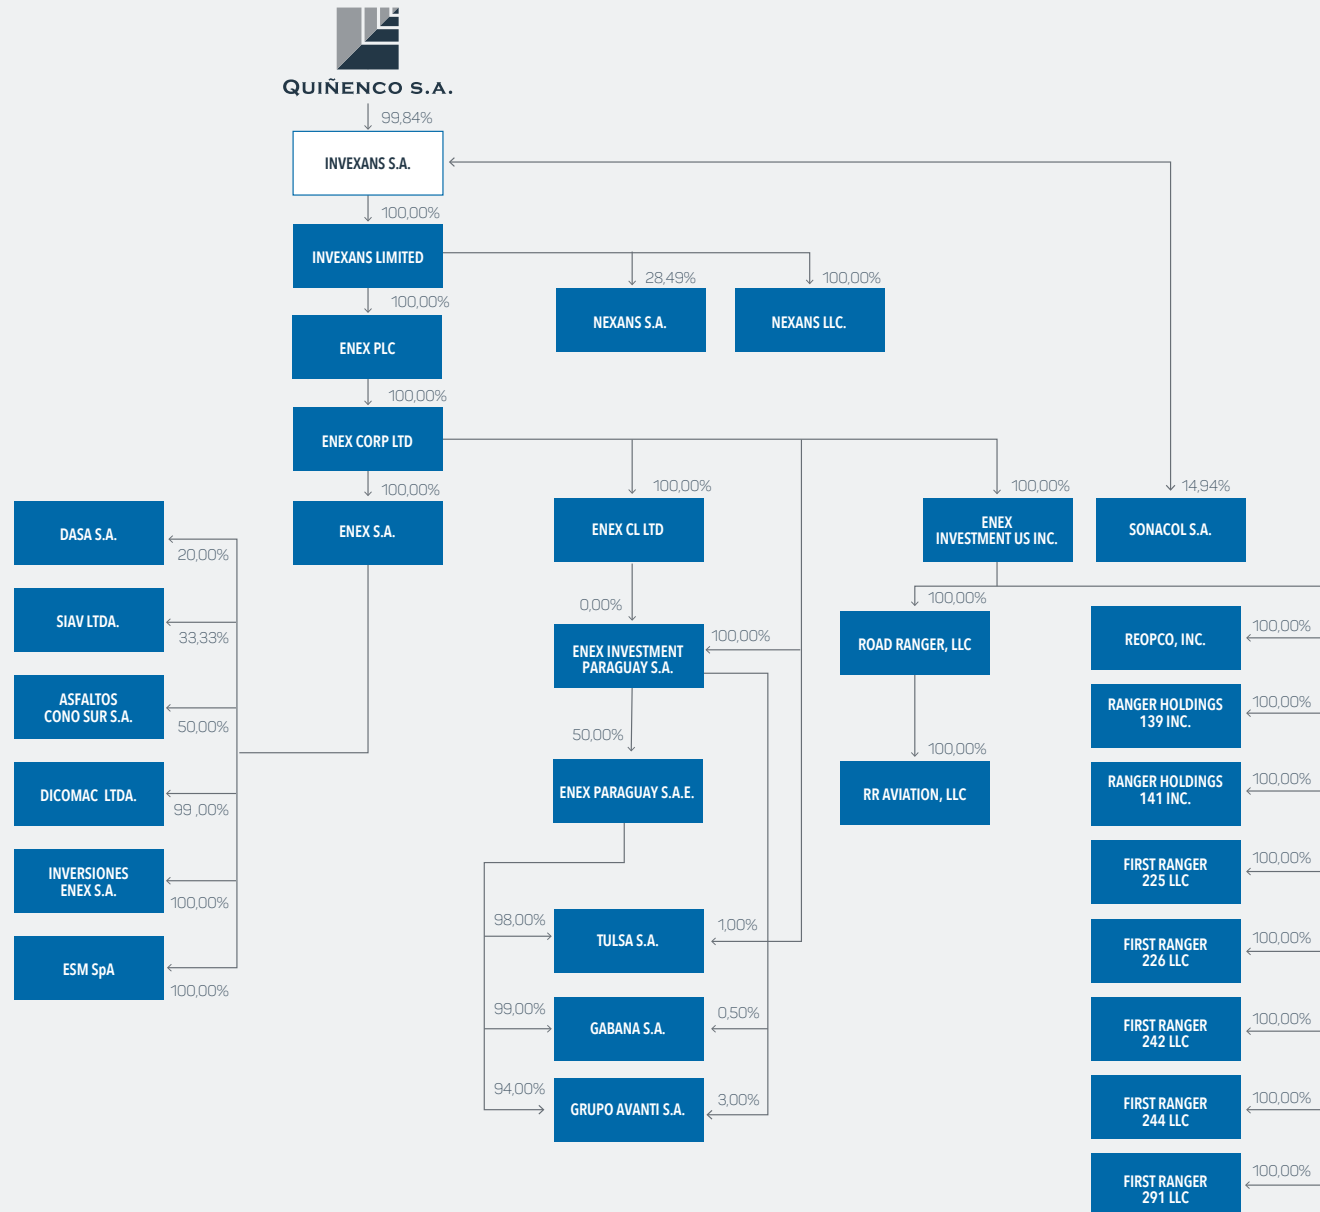 QUIÑENCO S.A.
99,84%
INVEXANS S.A.
100,00%
INVEXANS LIMITED
28,49%
100,00%
100,00%
NEXANS S.A.
NEXANS LLC.
ENEX PLC
100,00%
ENEX CORP LTD
100,00%
100,00%
100,00%
14,94%
DASA S.A.
20,00%
ENEX S.A.
ENEX CL LTD
ENEX
INVESTMENT US INC.
SONACOL S.A.
SIAV LTDA.
33,33%
0,00%
100,00%
ENEX INVESTMENT
PARAGUAY S.A.
100,00%
ROAD RANGER, LLC
REOPCO, INC.
100,00%
ASFALTOS
CONO SUR S.A.
50,00%
50,00%
100,00%
RANGER HOLDINGS
139 INC.
100,00%
DICOMAC LTDA.
99 ,00%
ENEX PARAGUAY S.A.E.
RR AVIATION, LLC
RANGER HOLDINGS
141 INC.
100,00%
INVERSIONES
ENEX S.A.
100,00%
FIRST RANGER
225 LLC
100,00%
98,00%
TULSA S.A.
1,00%
FIRST RANGER
226 LLC
100,00%
ESM SpA
100,00%
99,00%
GABANA S.A.
0,50%
FIRST RANGER
242 LLC
100,00%
94,00%
GRUPO AVANTI S.A.
3,00%
FIRST RANGER
244 LLC
100,00%
FIRST RANGER
291 LLC
100,00%